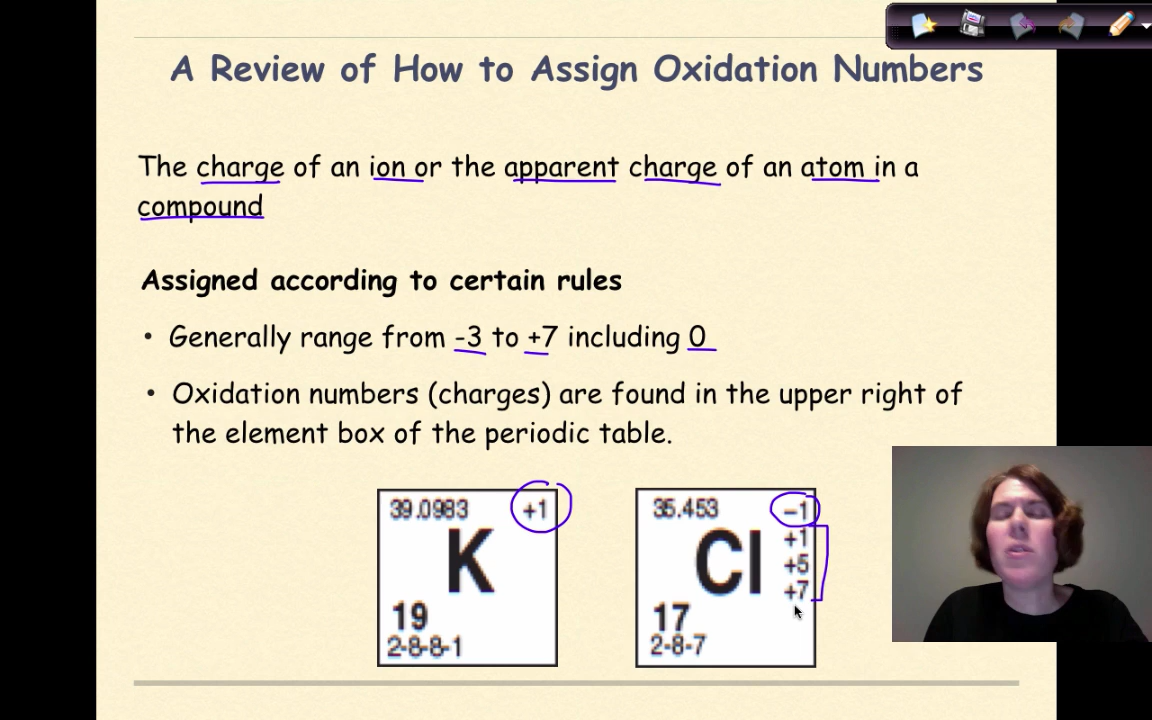 A Review of How to Assign Oxidation Numbers
The charge of an ion or the apparent charge of an atom in a
compound
Assigned according to certain rules
• Generally range from -3 to +7 including 0
• Oxidation numbers (charges) are found in the upper right of
the element box of the periodic table.
39.0983 +1
K
19
2-8-8-1
35.453 –1
+1
Cl +5
+7
17
2-8-7